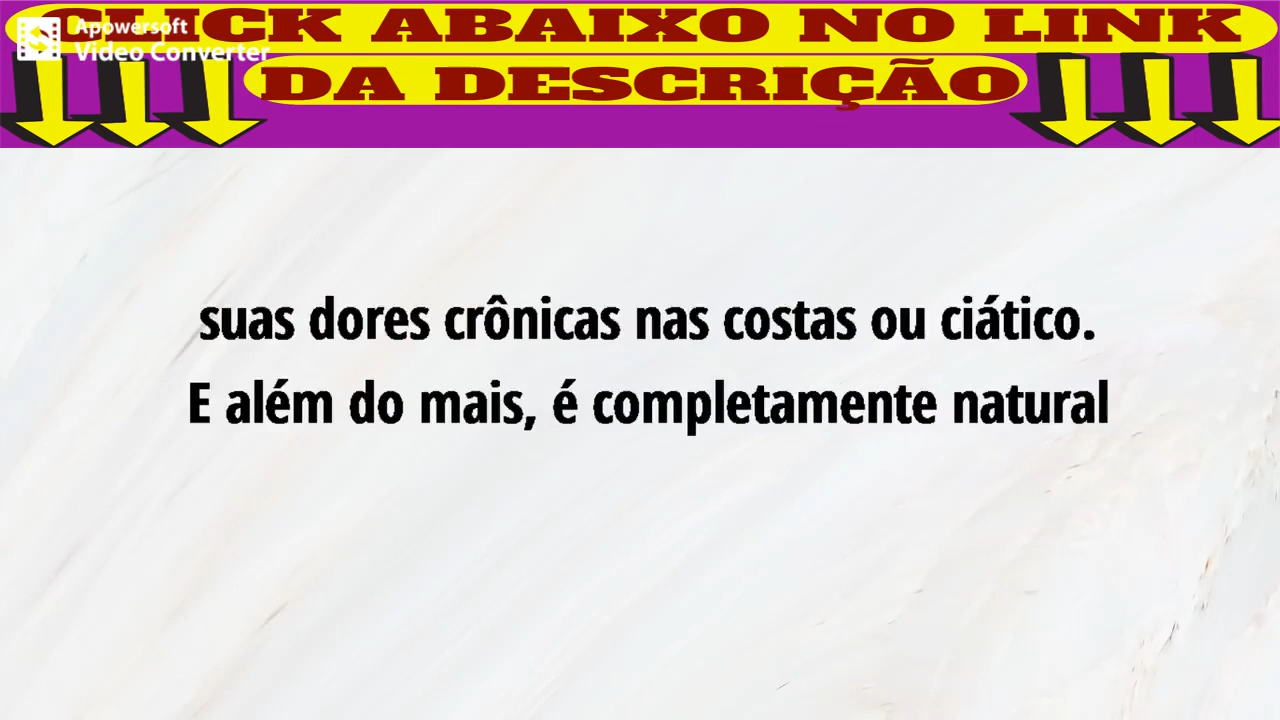 CLICK ABAIXO NO LINK
DA DESCRIÇÃO
Apowersoft
Video Converter
suas dores crônicas nas costas ou ciático.
E além do mais, é completamente natural